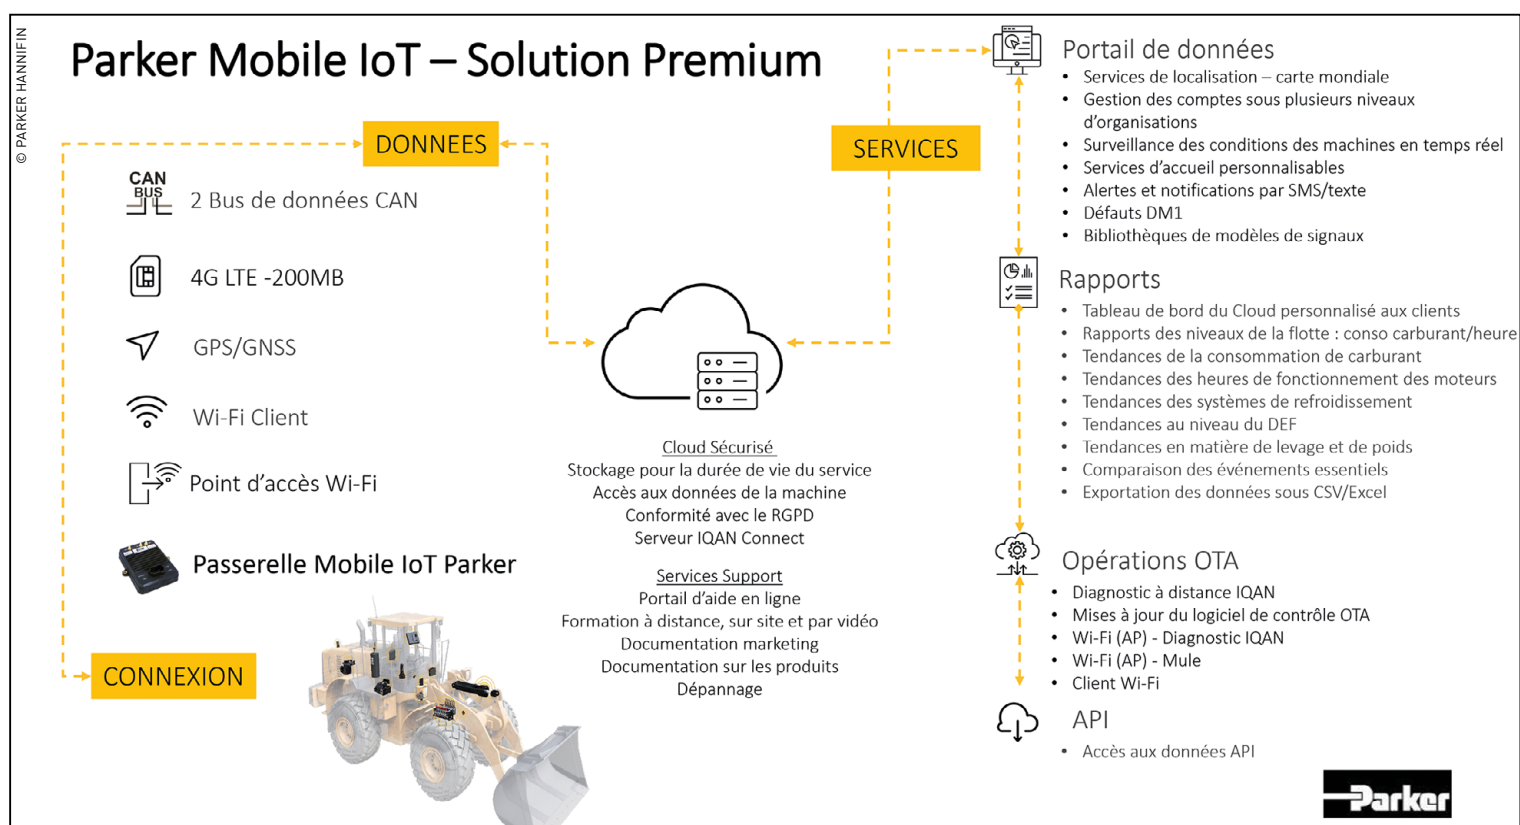 © PARKER HANNIFIN
Parker Mobile IoT – Solution Premium
DONNEES
CAN
BUS
2 Bus de données CAN
4G LTE -200MB
GPS/GNSS
Wi-Fi Client
Point d'accès Wi-Fi
Passerelle Mobile IoT Parker
CONNEXION
Cloud Sécurisé
Stockage pour la durée de vie du service
Accès aux données de la machine
Conformité avec le RGPD
Serveur IQAN Connect
Services Support
Portail d'aide en ligne
Formation à distance, sur site et par vidéo
Documentation marketing
Documentation sur les produits
Dépannage
SERVICES
Portail de données
• Services de localisation – carte mondiale
• Gestion des comptes sous plusieurs niveaux
d'organisations
• Surveillance des conditions des machines en temps réel
• Services d'accueil personnalisables
• Alertes et notifications par SMS/texte
• Défauts DM1
• Bibliothèques de modèles de signaux
Rapports
• Tableau de bord du Cloud personnalisé aux clients
• Rapports des niveaux de la flotte : conso carburant/heure
• Tendances de la consommation de carburant
• Tendances des heures de fonctionnement des moteurs
• Tendances des systèmes de refroidissement
• Tendances au niveau du DEF
• Tendances en matière de levage et de poids
• Comparaison des événements essentiels
• Exportation des données sous CSV/Excel
Opérations OTA
• Diagnostic à distance IQAN
• Mises à jour du logiciel de contrôle OTA
• Wi-Fi (AP) - Diagnostic IQAN
• Wi-Fi (AP) - Mule
• Client Wi-Fi
API
• Accès aux données API
Parker